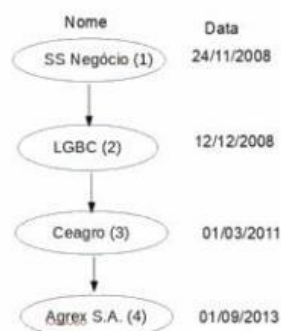 Nome Data
SS Negócio (1) 24/11/2008
LGBC (2) 12/12/2008
Ceagro (3) 01/03/2011
Agrex S.A. (4) 01/09/2013